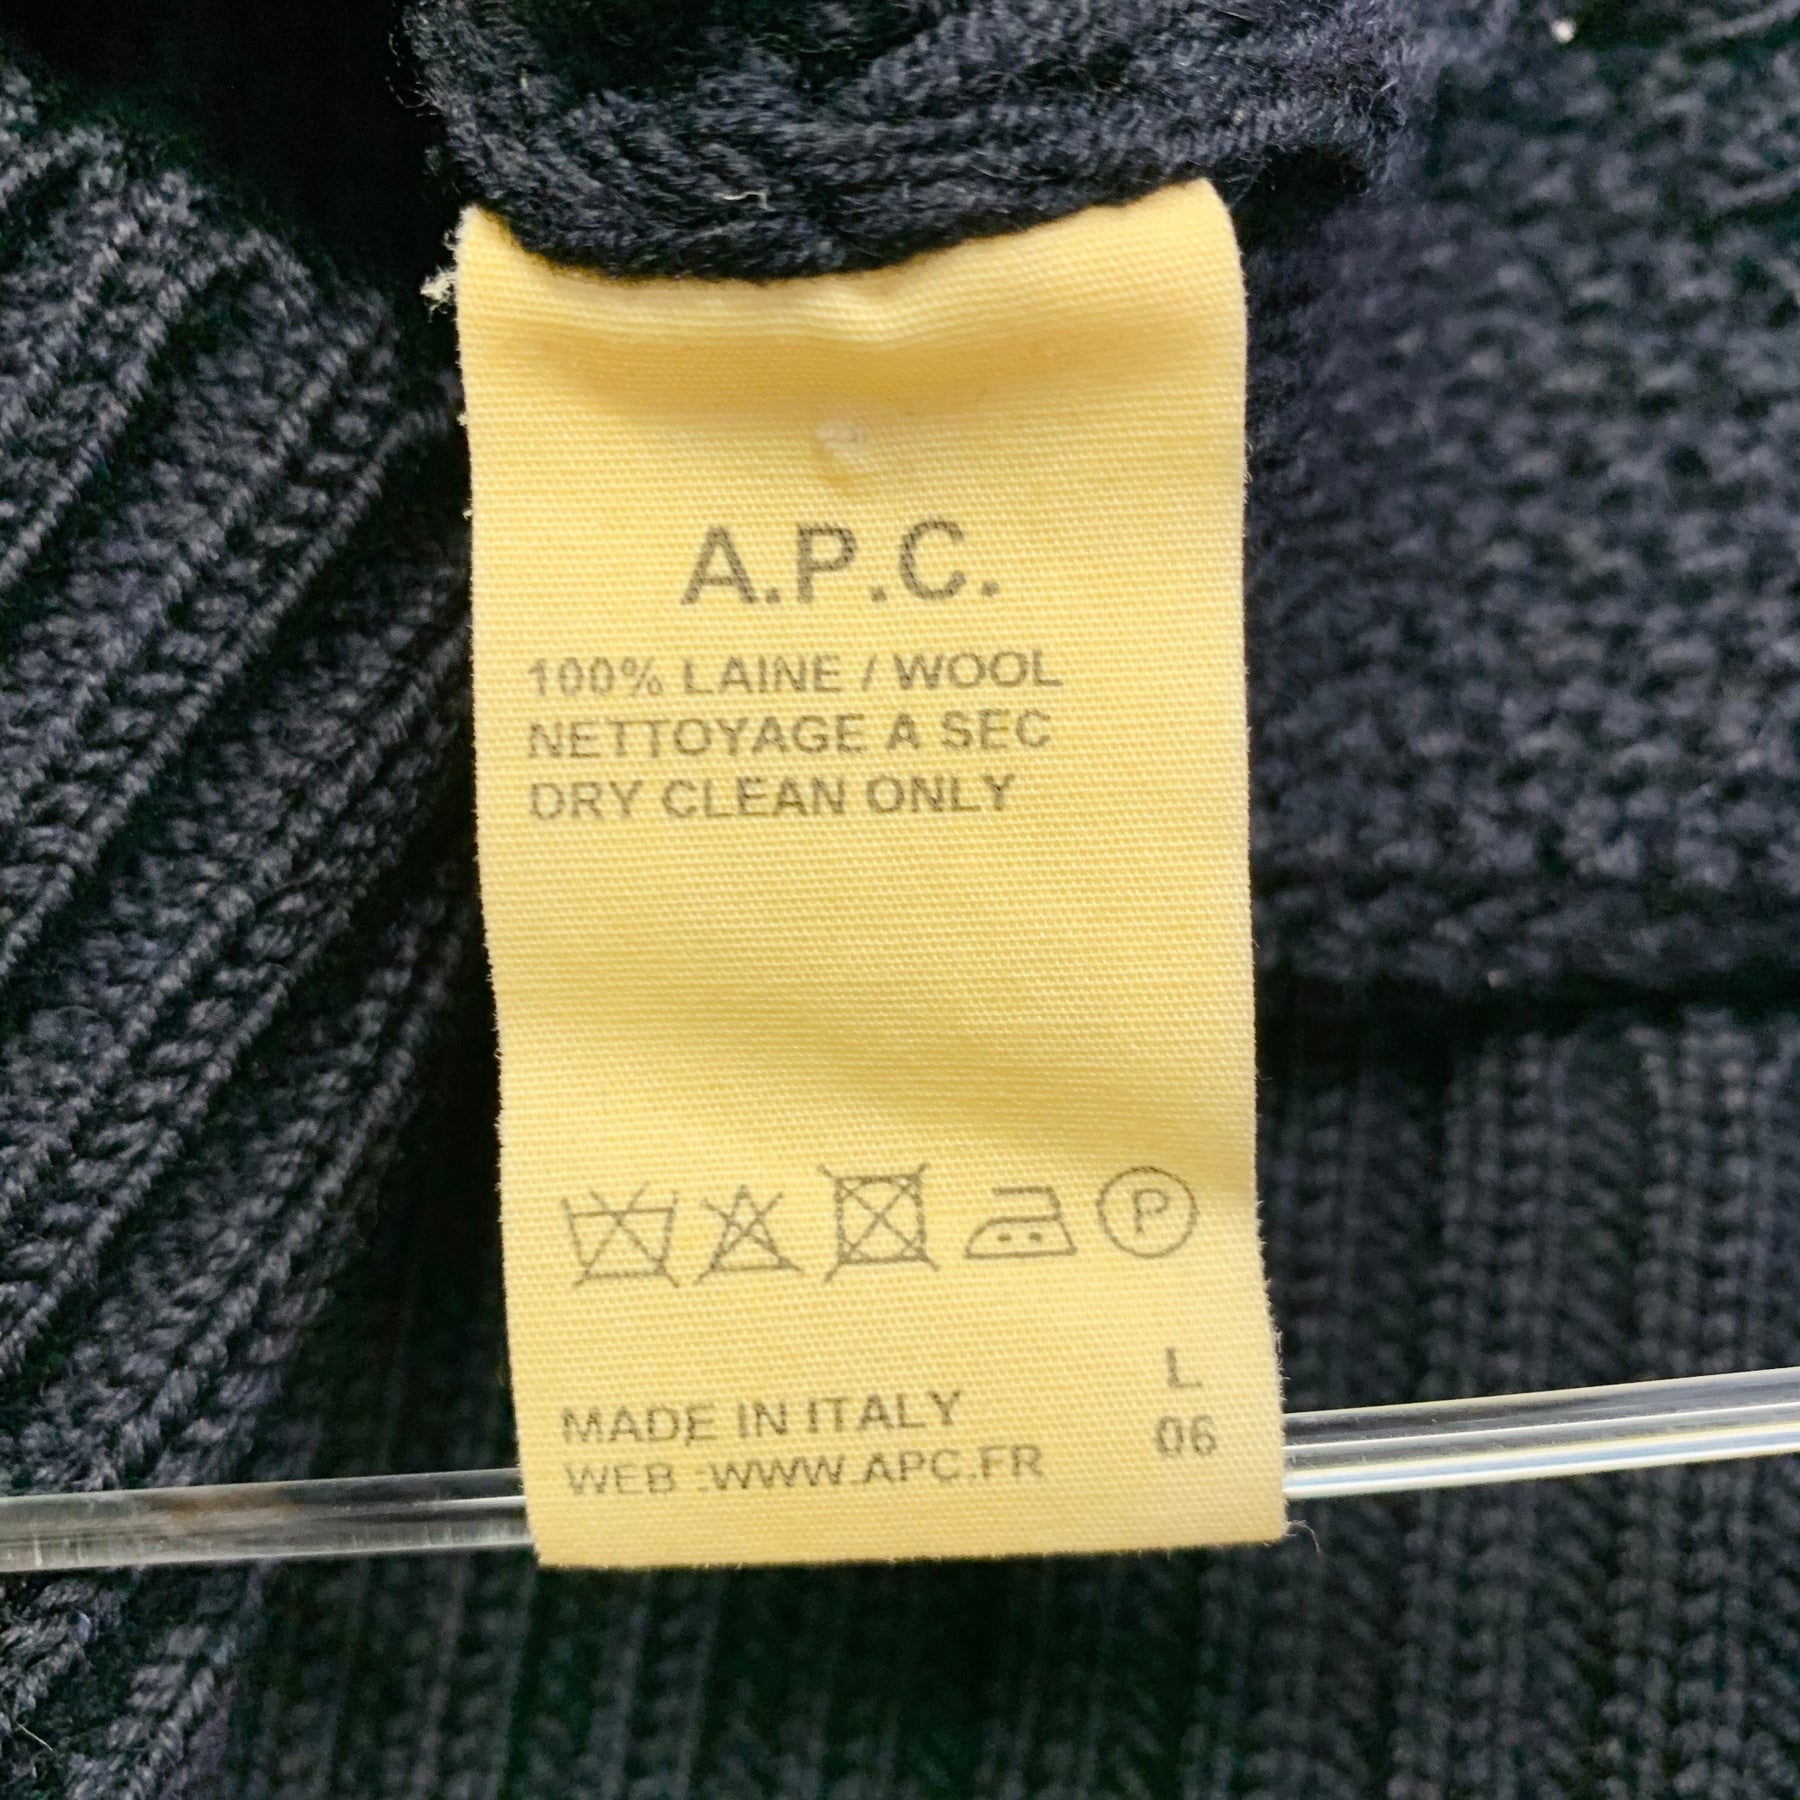 A.P.C.
100% LAINE / WOOL
NETTOYAGE A SEC
DRY CLEAN ONLY
P
L
06
MADE IN ITALY
WEB :WWW.APC.FR